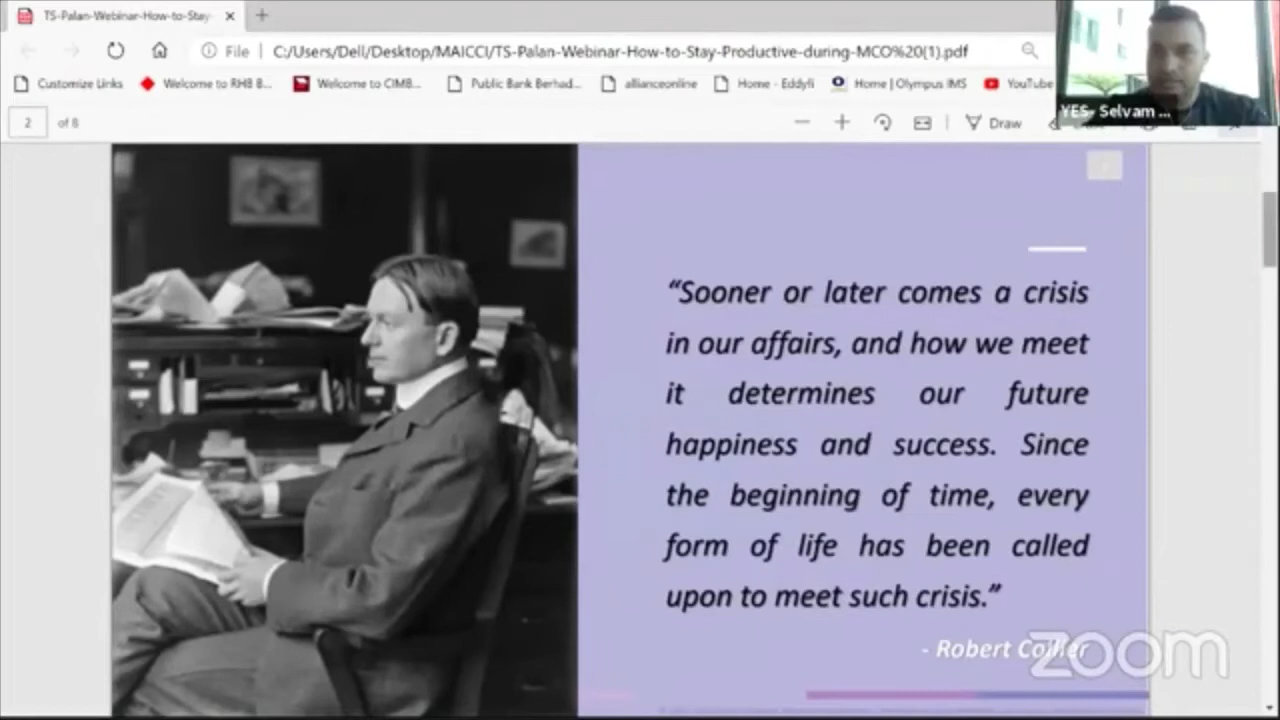 TS-Palan-Webinar-How-to-Stay-
File C:/Users/Dell/Desktop/MAICCI/TS-Palan-Webinar-How-to-Stay-Productive-during-MCO%20(1).pdf
Customize Links Welcome to RHB B... Welcome to CIMB... Public Bank Berhad... allianceonline Home - Eddyfi Home | Olympus IMS YouTube
YES- Selvam ...
2 of 8 Draw
“Sooner or later comes a crisis
in our affairs, and how we meet
it determines our future
happiness and success. Since
the beginning of time, every
form of life has been called
upon to meet such crisis.”
- Robert Collier
zoom